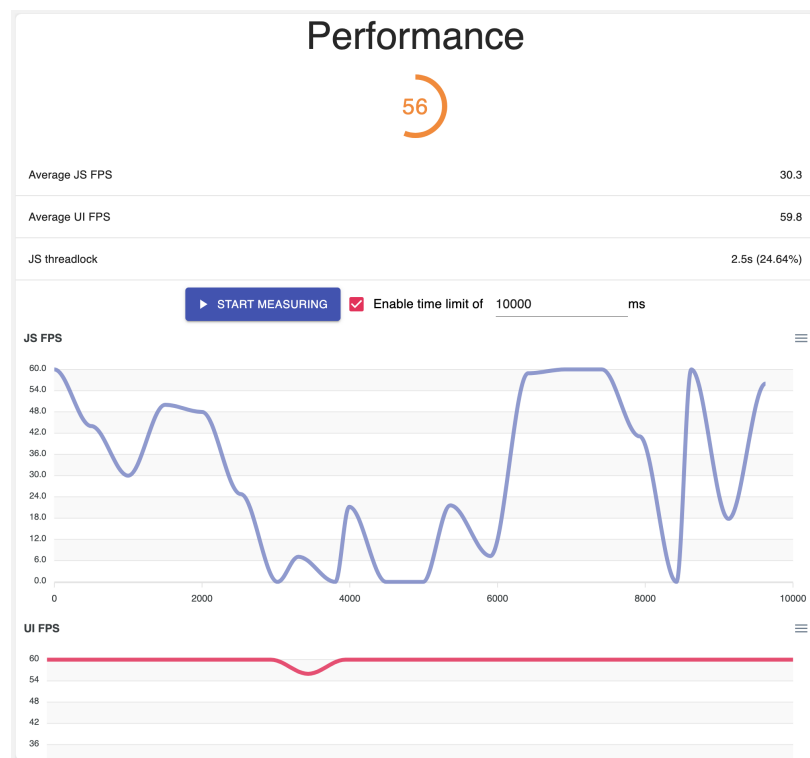 Performance
56
Average JS FPS 30.3
Average UI FPS 59.8
JS threadlock 2.5s (24.64%)
START MEASURING Enable time limit of 10000 ms
JS FPS
60.0
54.0
48.0
42.0
36.0
30.0
24.0
18.0
12.0
6.0
0.0
0 2000 4000 6000 8000 10000
UI FPS
60
54
48
42
36